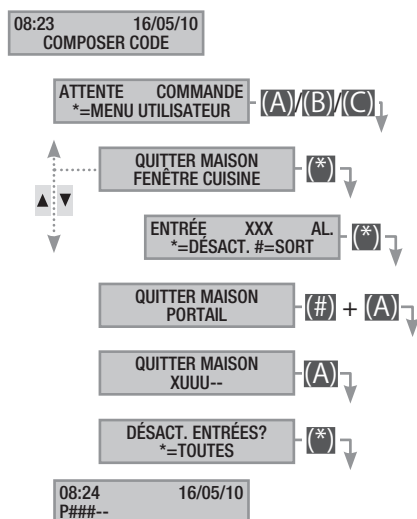 08:23 16/05/10
COMPOSER CODE
ATTENTE COMMANDE
*=MENU UTILISATEUR
(A)/(B)/(C)
QUITTER MAISON
FENÊTRE CUISINE
(*)
ENTRÉE XXX AL.
*=DÉSACT. #=SORT
(*)
QUITTER MAISON
PORTAIL
(#) + (A)
QUITTER MAISON
XUUU--
(A)
DÉSACT. ENTRÉES?
*=TOUTES
(*)
08:24 16/05/10
P###--